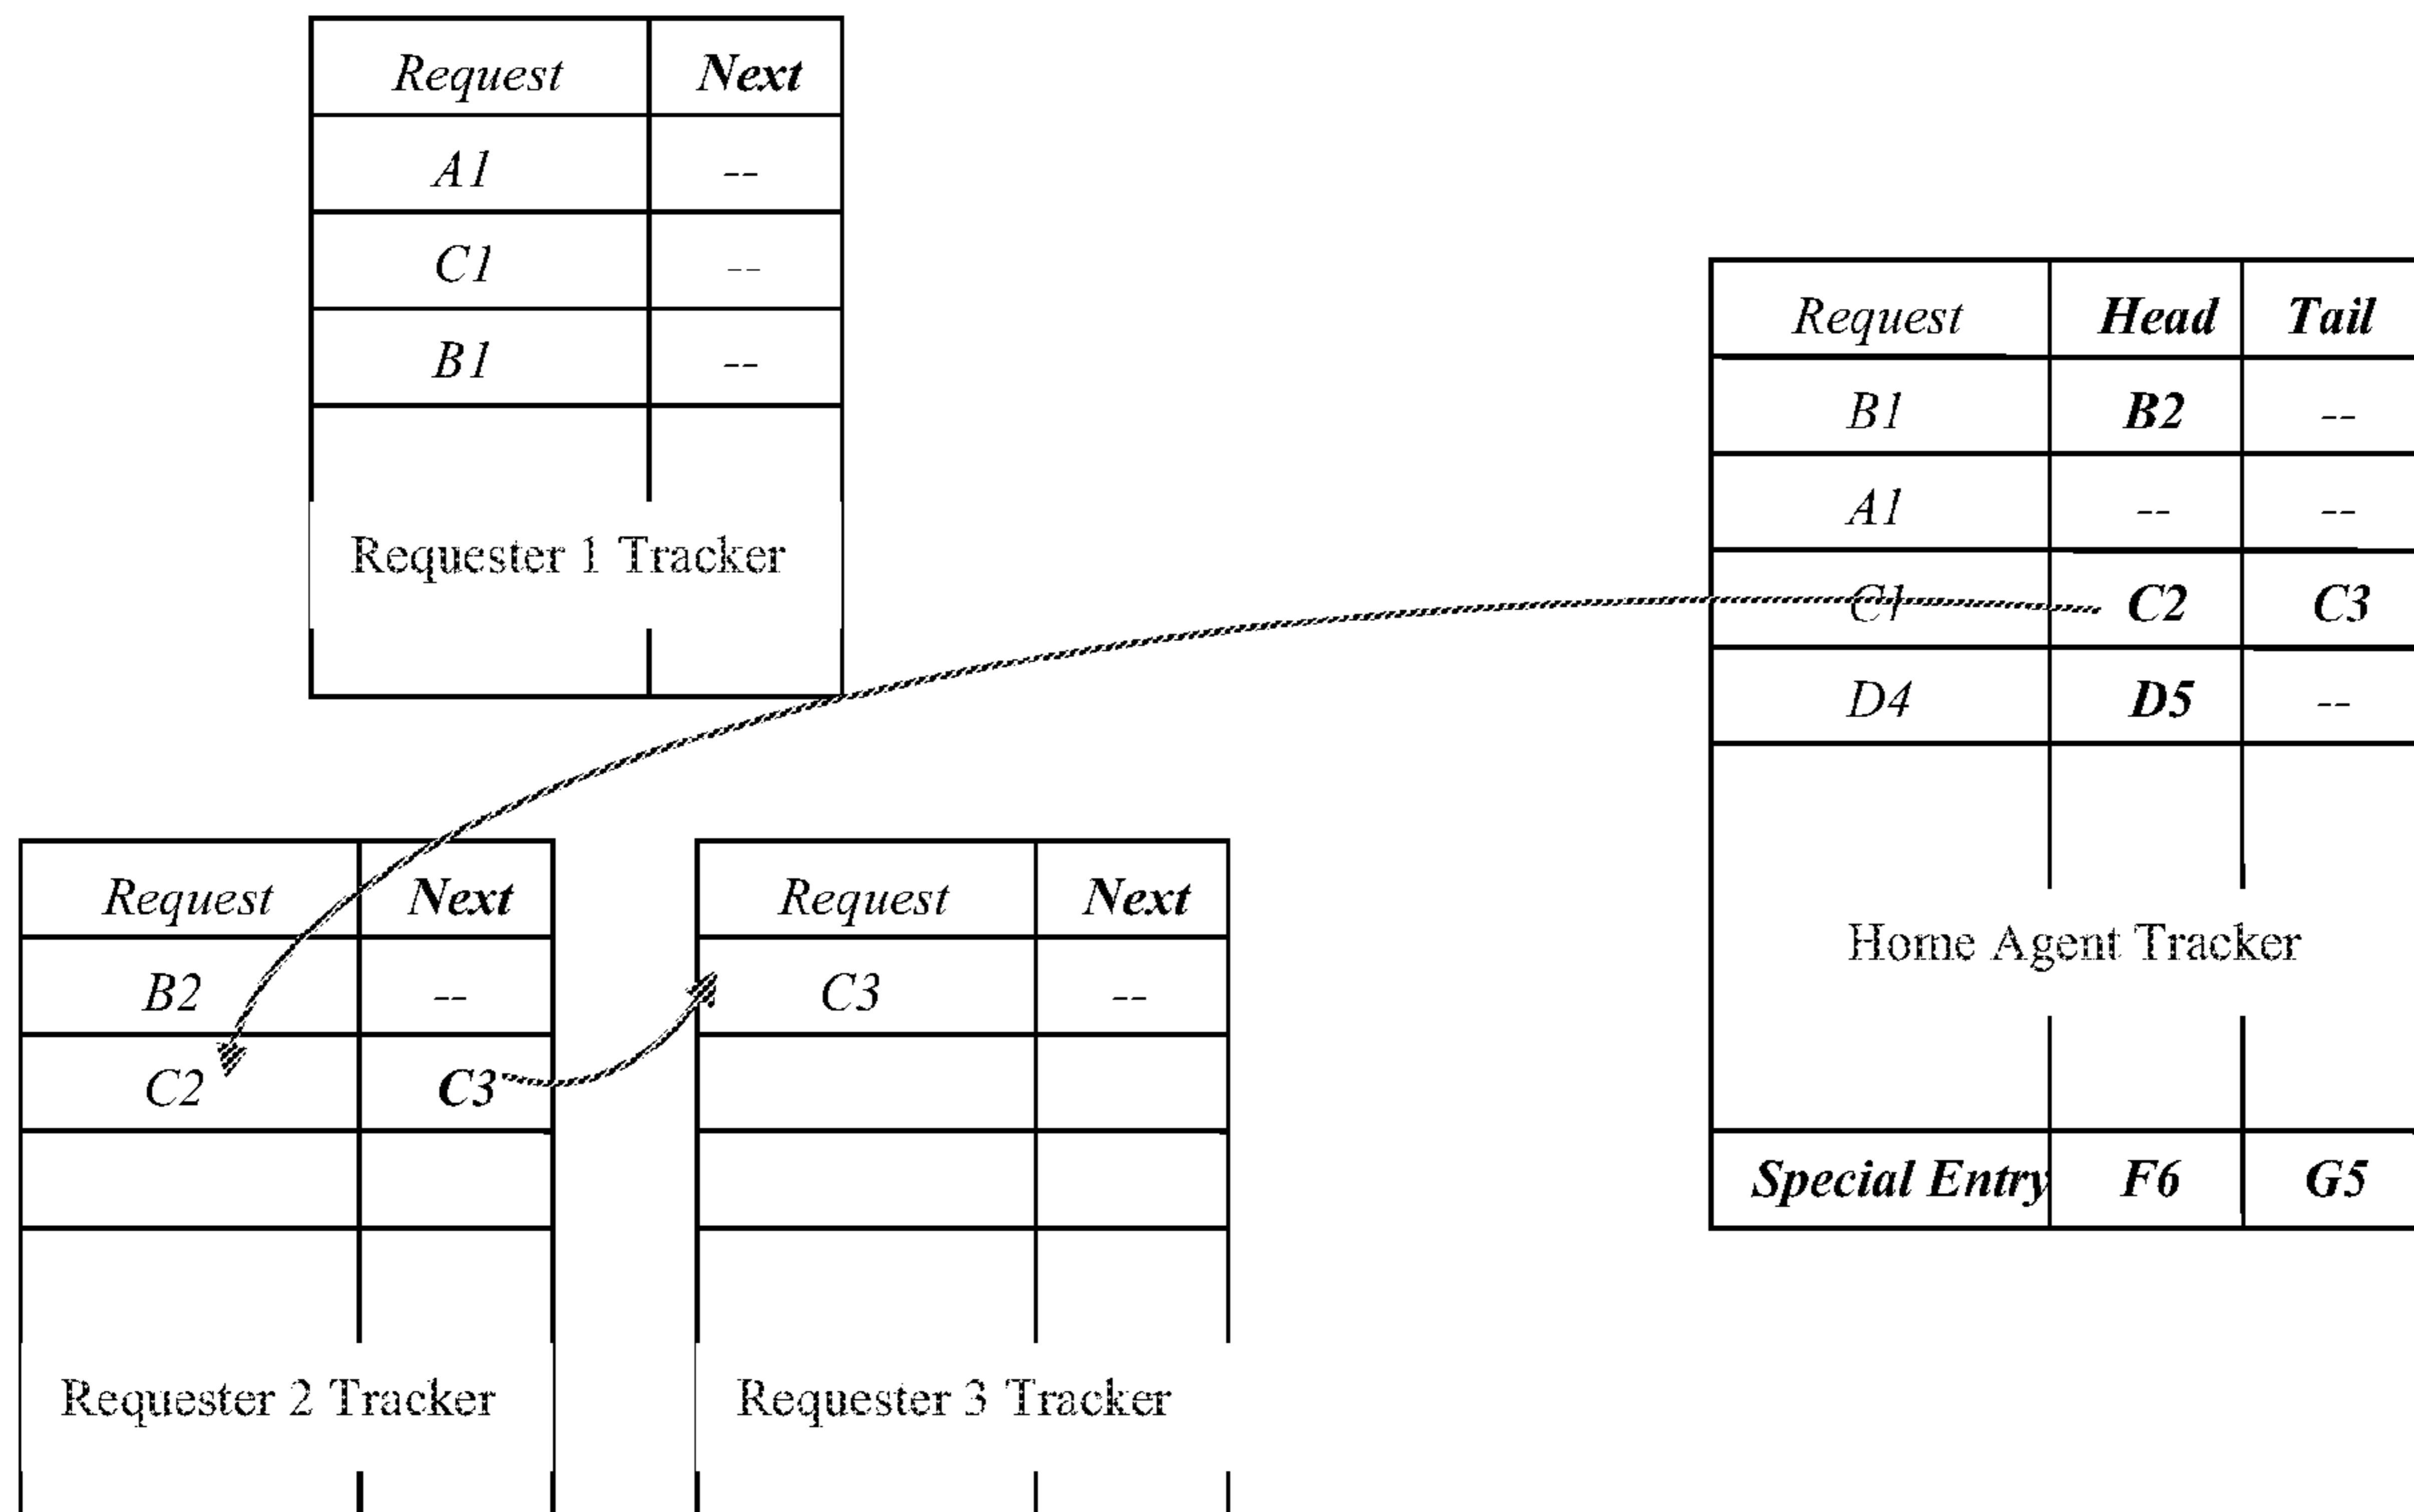 Request Next
A1 --
C1 --
B1 --
Requester 1 Tracker
Request Head Tail
B1 B2 --
A1 -- --
C1 C2 C3
D4 D5 --
Home Agent Tracker
Special Entry F6 G5
Request Next
B2 --
C2 C3
Requester 2 Tracker
Request Next
C3 --
Requester 3 Tracker